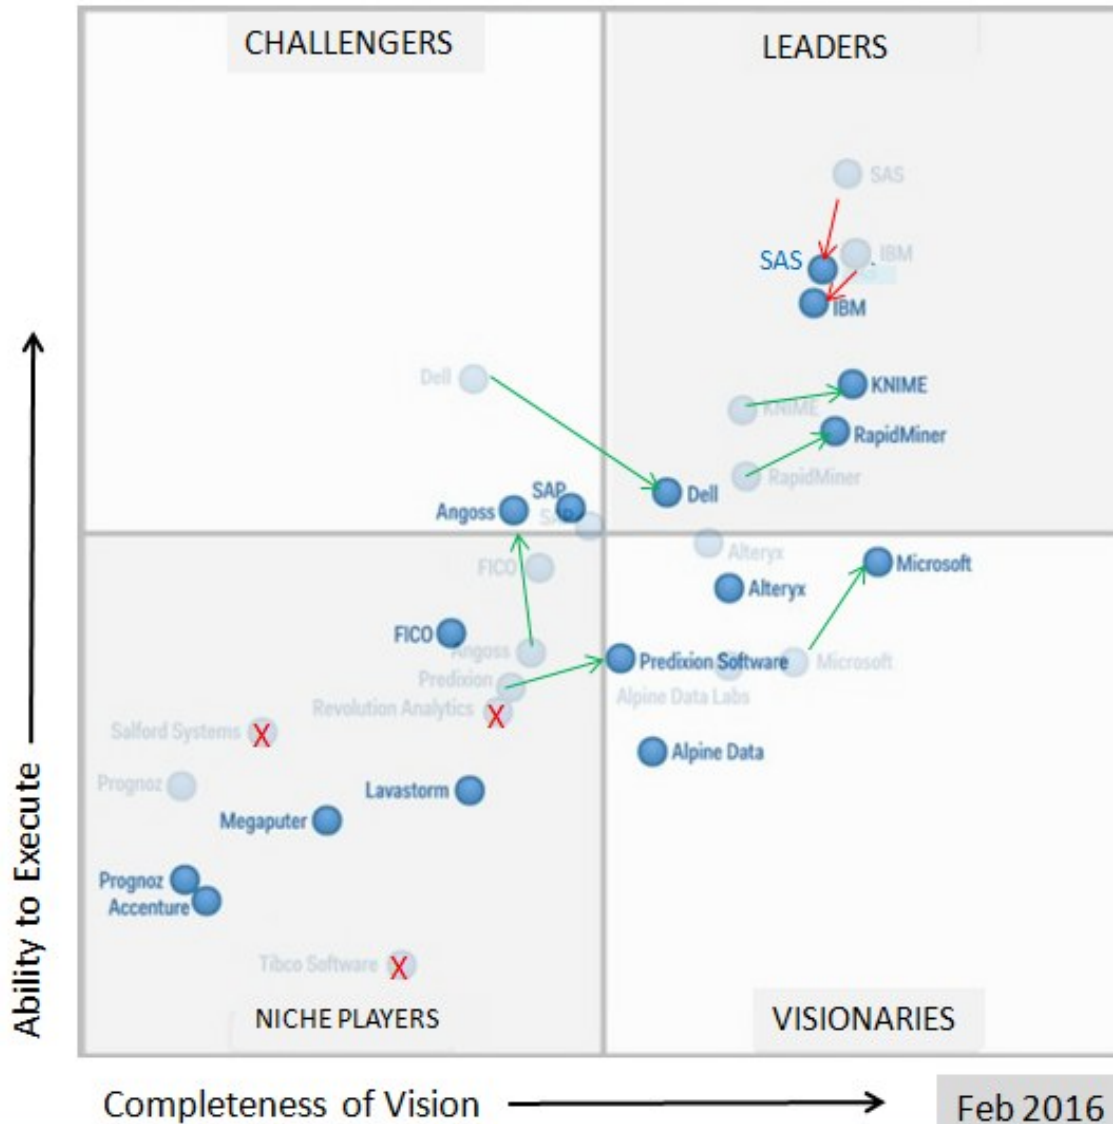 CHALLENGERS
LEADERS
SAS
SAS
IBM
IBM
Dell
KNIME
KNIME
RapidMiner
RapidMiner
SAP
Dell
Angoss
SAP
Alteryx
FICO
Microsoft
Alteryx
FICO
Angoss
Predixion Software
Microsoft
Predixion
Alpine Data Labs
Revolution Analytics
X
Salford Systems
X
Alpine Data
Prognoz
Lavastorm
Megaputer
Prognoz
Accenture
Tibco Software
X
NICHE PLAYERS
VISIONARIES
Ability to Execute
Completeness of Vision
Feb 2016